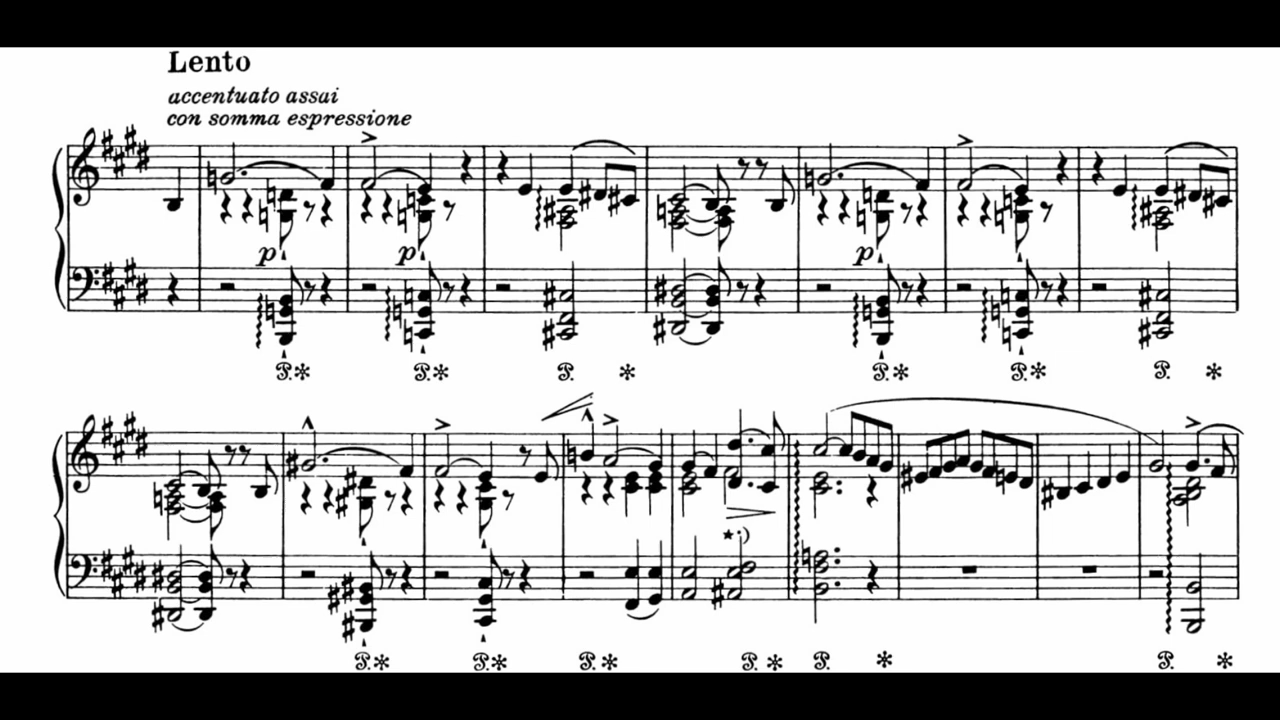 Lento
accentuato assai
con somma espressione
p p p p
𝆮 * 𝆮 * 𝆮 * 𝆮 * 𝆮 * 𝆮 *
*)
𝆮 * 𝆮 * 𝆮 * 𝆮 * 𝆮 * 𝆮 *